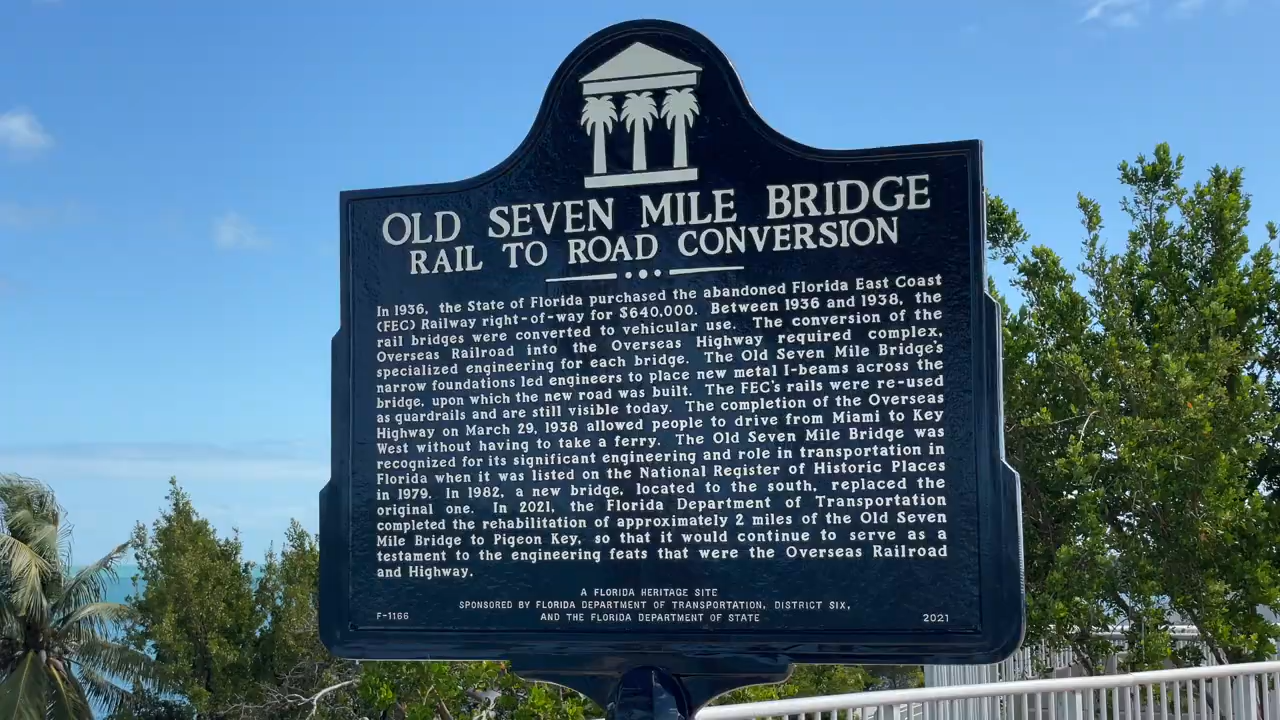 OLD SEVEN MILE BRIDGE
RAIL TO ROAD CONVERSION
In 1936, the State of Florida purchased the abandoned Florida East Coast
(FEC) Railway right-of-way for $640,000. Between 1936 and 1938, the
rail bridges were converted to vehicular use. The conversion of the
Overseas Railroad into the Overseas Highway required complex,
specialized engineering for each bridge. The Old Seven Mile Bridge's
narrow foundations led engineers to place new metal I-beams across the
bridge, upon which the new road was built. The FEC's rails were re-used
as guardrails and are still visible today. The completion of the Overseas
Highway on March 29, 1938 allowed people to drive from Miami to Key
West without having to take a ferry. The Old Seven Mile Bridge was
recognized for its significant engineering and role in transportation in
Florida when it was listed on the National Register of Historic Places
in 1979. In 1982, a new bridge, located to the south, replaced the
original one. In 2021, the Florida Department of Transportation
completed the rehabilitation of approximately 2 miles of the Old Seven
Mile Bridge to Pigeon Key, so that it would continue to serve as a
testament to the engineering feats that were the Overseas Railroad
and Highway.
A FLORIDA HERITAGE SITE
SPONSORED BY FLORIDA DEPARTMENT OF TRANSPORTATION, DISTRICT SIX,
F-1166 AND THE FLORIDA DEPARTMENT OF STATE 2021